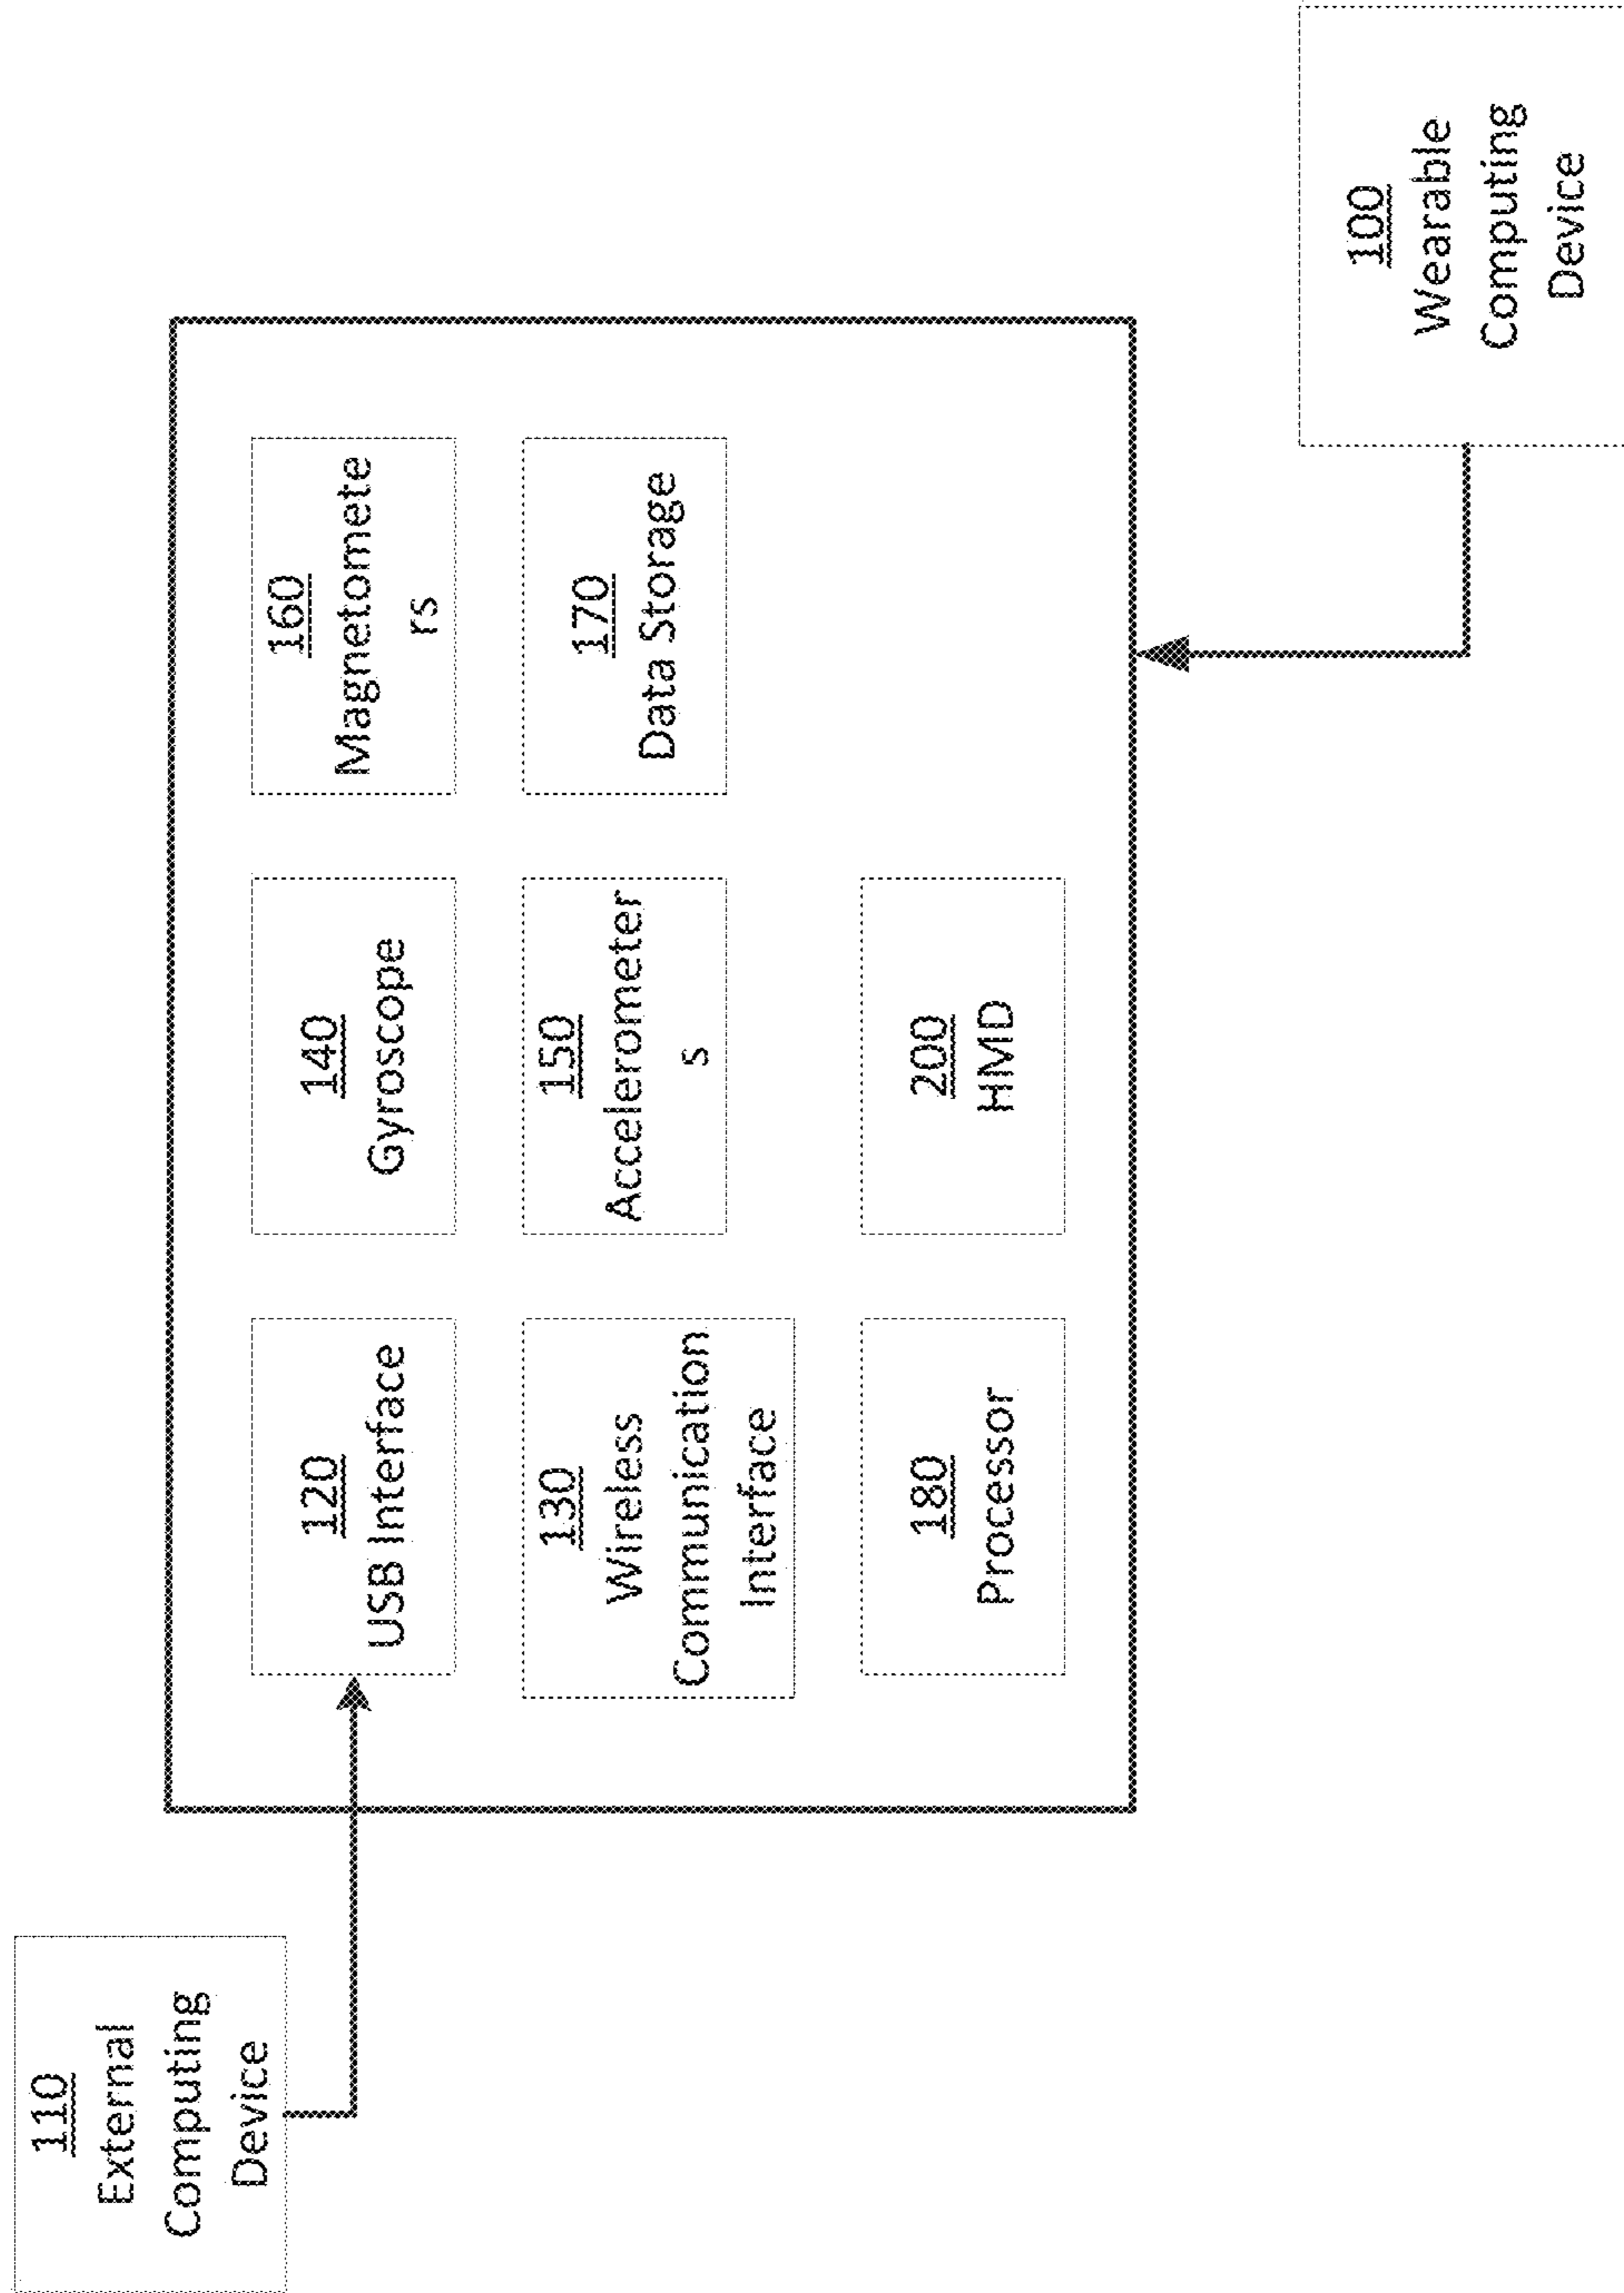 110
External
Computing
Device
120
USB Interface
140
Gyroscope
160
Magnetomete
rs
130
Wireless
Communication
Interface
150
Accelerometer
s
170
Data Storage
180
Processor
200
HMD
100
Wearable
Computing
Device